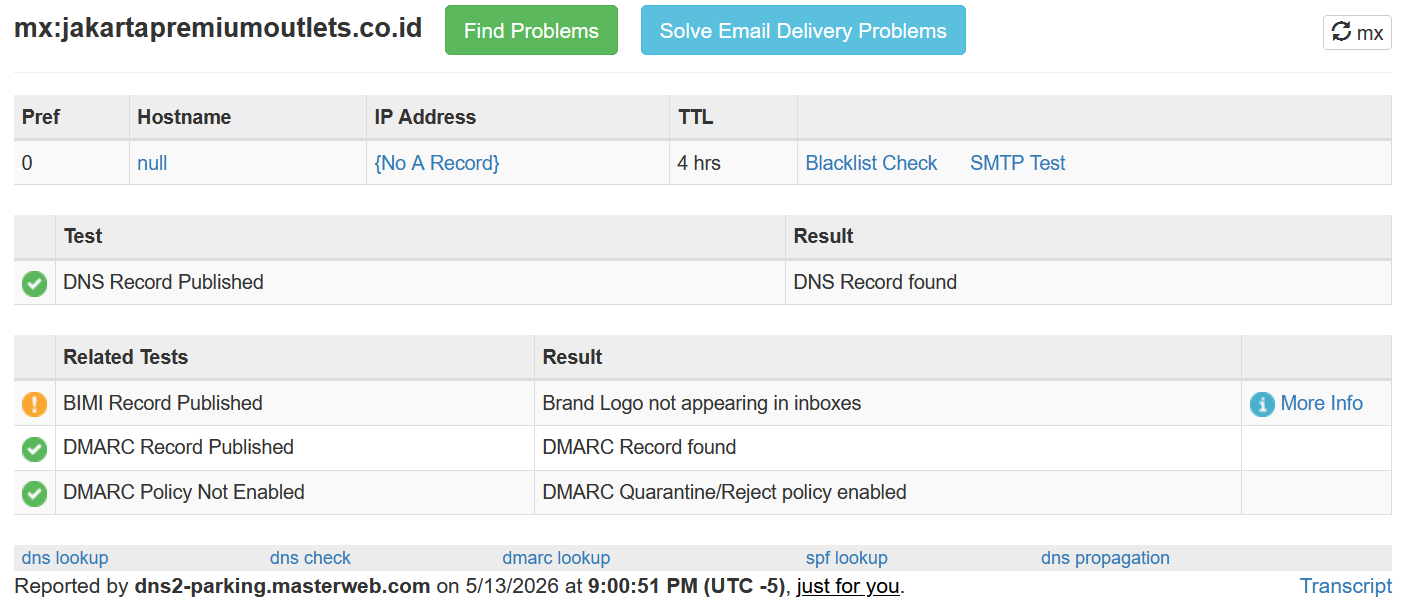 mx:jakartapremiumoutlets.co.id Find Problems Solve Email Delivery Problems mx
Pref Hostname IP Address TTL
0 null {No A Record} 4 hrs Blacklist Check SMTP Test
Test Result
DNS Record Published DNS Record found
Related Tests Result
BIMI Record Published Brand Logo not appearing in inboxes More Info
DMARC Record Published DMARC Record found
DMARC Policy Not Enabled DMARC Quarantine/Reject policy enabled
dns lookup dns check dmarc lookup spf lookup dns propagation
Reported by dns2-parking.masterweb.com on 5/13/2026 at 9:00:51 PM (UTC -5), just for you. Transcript